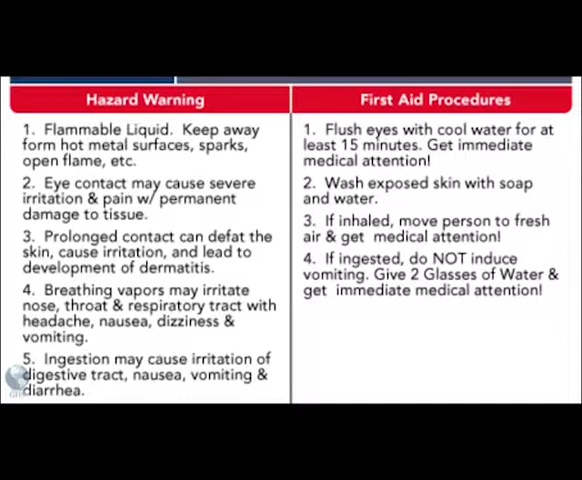 Hazard Warning
1. Flammable Liquid. Keep away
form hot metal surfaces, sparks,
open flame, etc.
2. Eye contact may cause severe
irritation & pain w/ permanent
damage to tissue.
3. Prolonged contact can defat the
skin, cause irritation, and lead to
development of dermatitis.
4. Breathing vapors may irritate
nose, throat & respiratory tract with
headache, nausea, dizziness &
vomiting.
5. Ingestion may cause irritation of
digestive tract, nausea, vomiting &
diarrhea.
First Aid Procedures
1. Flush eyes with cool water for at
least 15 minutes. Get immediate
medical attention!
2. Wash exposed skin with soap
and water.
3. If inhaled, move person to fresh
air & get medical attention!
4. If ingested, do NOT induce
vomiting. Give 2 Glasses of Water &
get immediate medical attention!